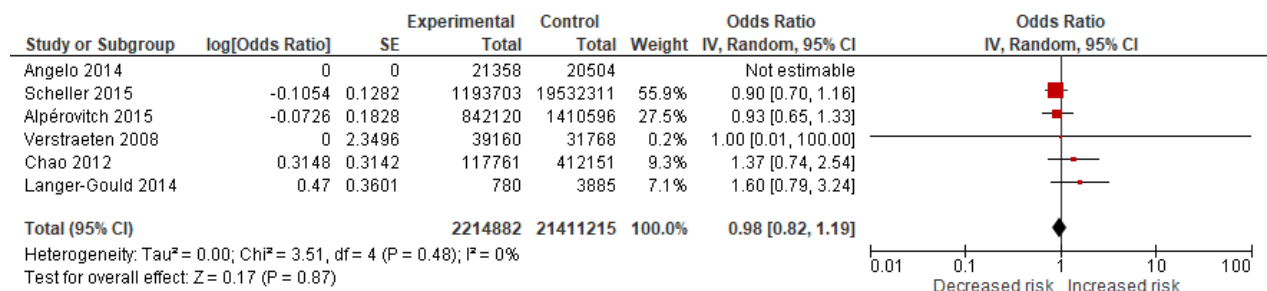 Experimental Control Odds Ratio Odds Ratio
Study or Subgroup log[Odds Ratio] SE Total Total Weight IV, Random, 95% CI IV, Random, 95% CI
Angelo 2014 0 0 21358 20504 Not estimable
Scheller 2015 -0.1054 0.1282 1193703 19532311 55.9% 0.90 [0.70, 1.16]
Alpérovitch 2015 -0.0726 0.1828 842120 1410596 27.5% 0.93 [0.65, 1.33]
Verstraeten 2008 0 2.3496 39160 31768 0.2% 1.00 [0.01, 100.00]
Chao 2012 0.3148 0.3142 117761 412151 9.3% 1.37 [0.74, 2.54]
Langer-Gould 2014 0.47 0.3601 780 3885 7.1% 1.60 [0.79, 3.24]
Total (95% CI) 2214882 21411215 100.0% 0.98 [0.82, 1.19]
Heterogeneity: Tau² = 0.00; Chi² = 3.51, df = 4 (P = 0.48); I² = 0%
Test for overall effect: Z = 0.17 (P = 0.87)
0.01 0.1 1 10 100
Decreased risk Increased risk